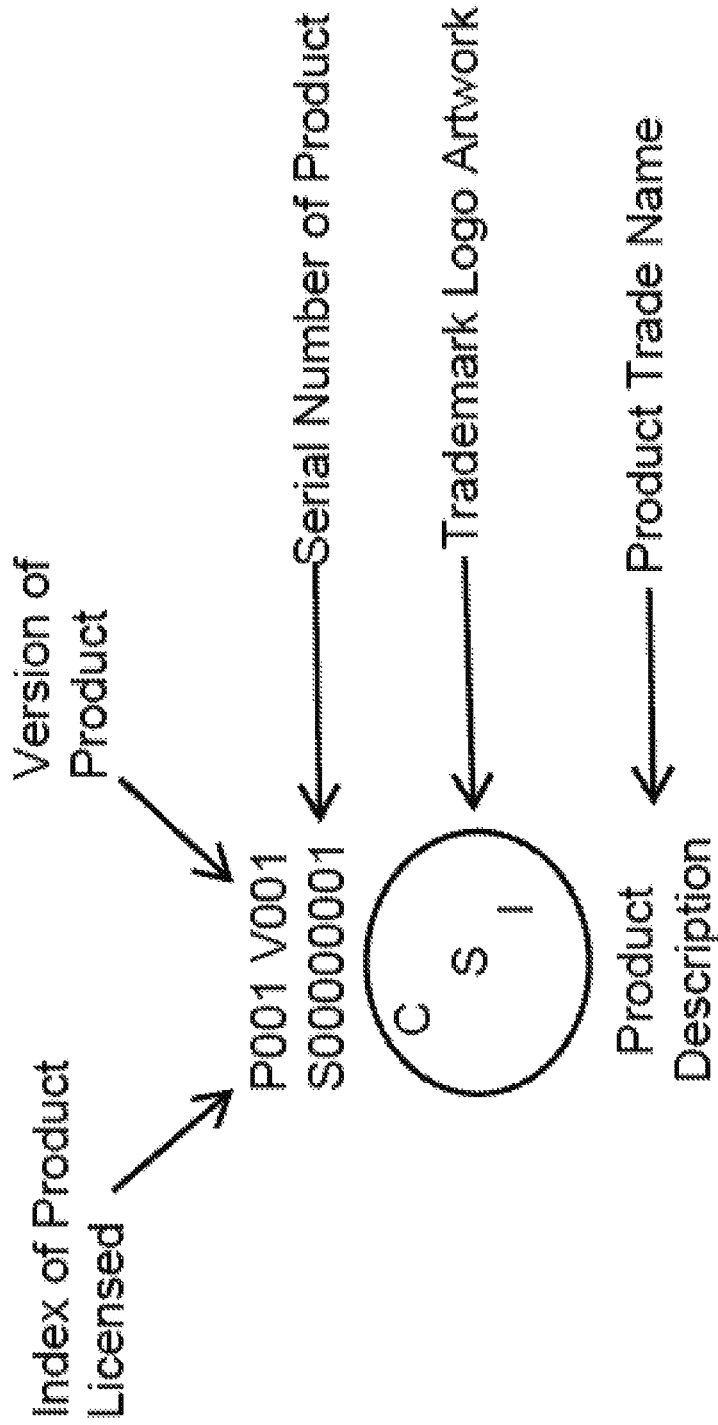 Index of Product
Licensed
Version of
Product
P001 V001
S00000001
Serial Number of Product
C
S
I
Trademark Logo Artwork
Product
Description
Product Trade Name